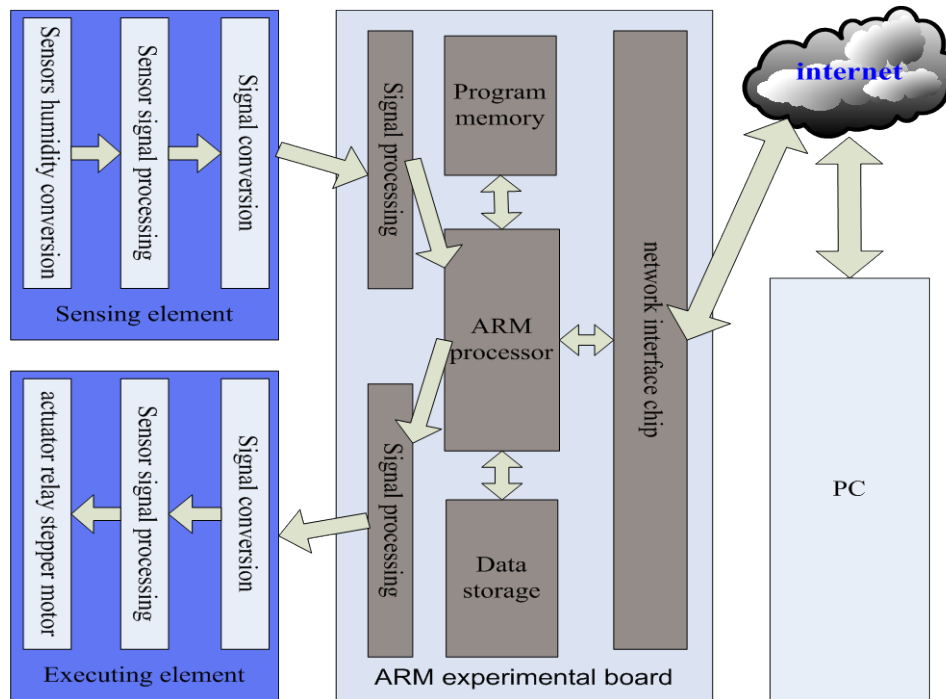 Sensors humidity conversion
Sensor signal processing
Signal conversion
Sensing element
actuator relay stepper motor
Sensor signal processing
Signal conversion
Executing element
Signal processing
Signal processing
Program
memory
ARM
processor
Data
storage
network interface chip
ARM experimental board
internet
PC